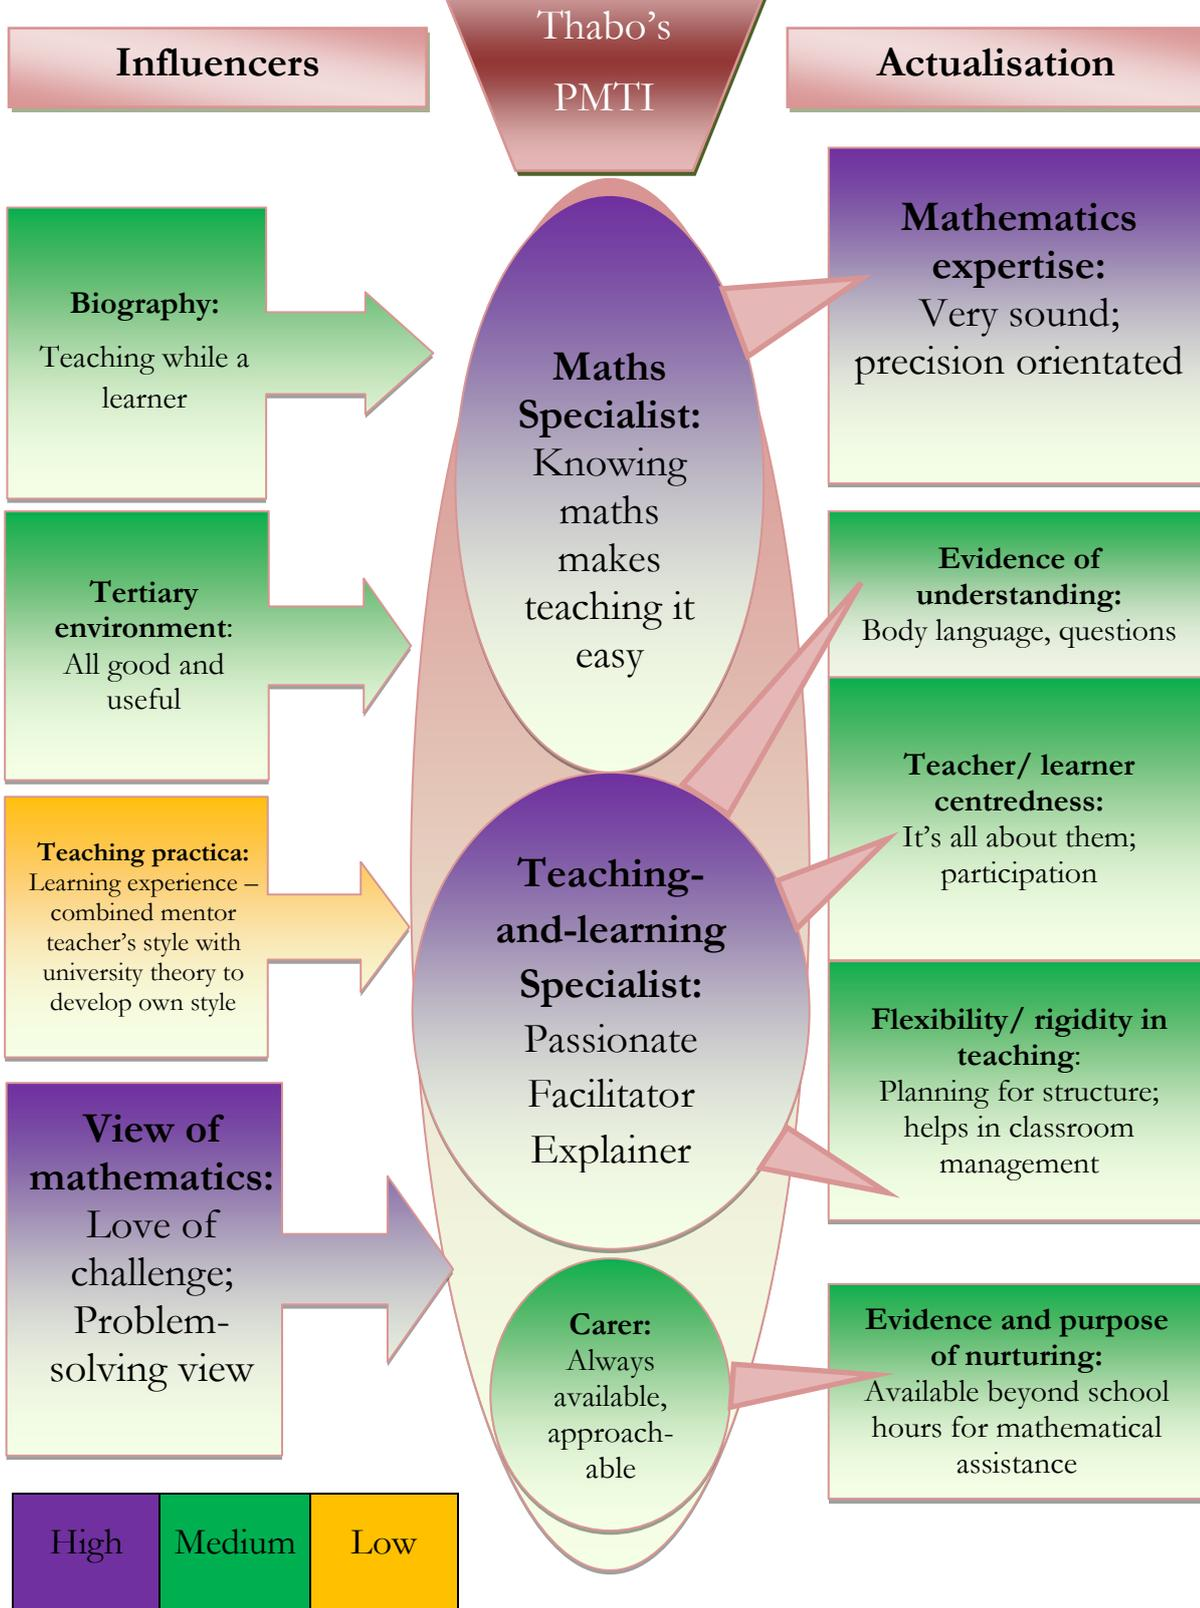 Influencers
Thabo’s
PMTI
Actualisation
Biography:
Teaching while a
learner
Tertiary
environment:
All good and
useful
Teaching practica:
Learning experience –
combined mentor
teacher’s style with
university theory to
develop own style
View of
mathematics:
Love of
challenge;
Problem-
solving view
Maths
Specialist:
Knowing
maths
makes
teaching it
easy
Teaching-
and-learning
Specialist:
Passionate
Facilitator
Explainer
Carer:
Always
available,
approach-
able
Mathematics
expertise:
Very sound;
precision orientated
Evidence of
understanding:
Body language, questions
Teacher/ learner
centredness:
It’s all about them;
participation
Flexibility/ rigidity in
teaching:
Planning for structure;
helps in classroom
management
Evidence and purpose
of nurturing:
Available beyond school
hours for mathematical
assistance
High
Medium
Low